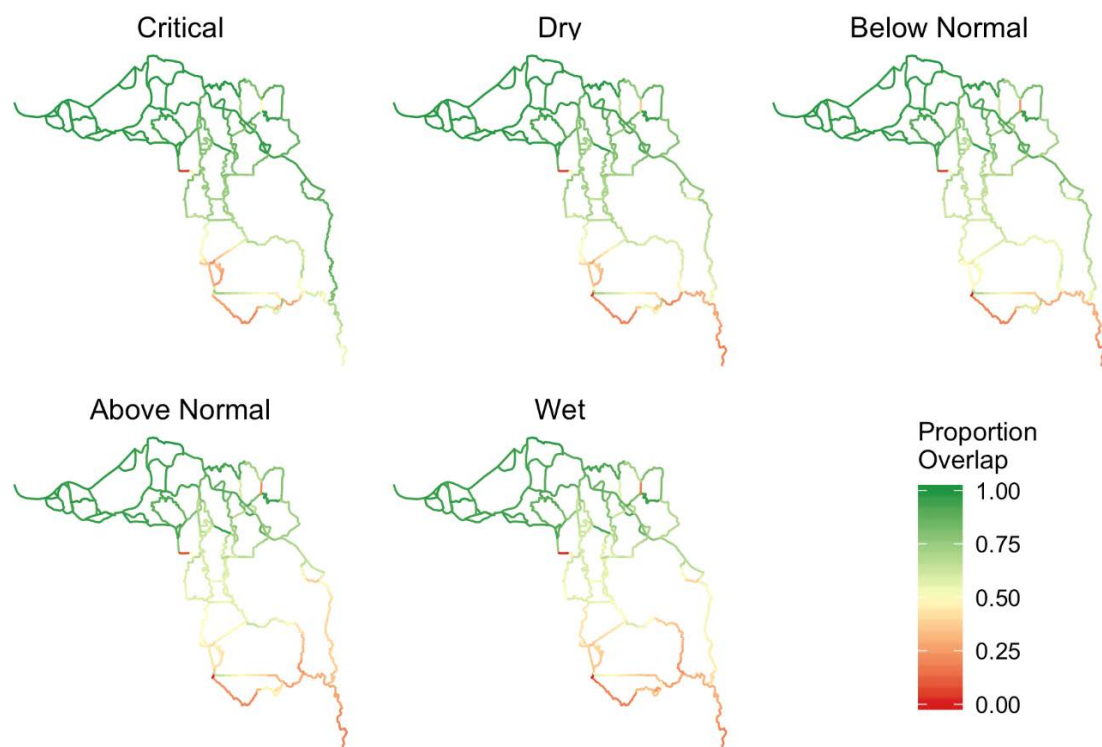 Critical
Dry
Below Normal
Above Normal
Wet
Proportion
Overlap
1.00
0.75
0.50
0.25
0.00